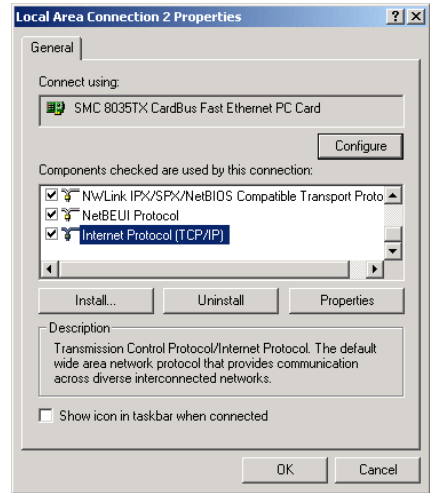 Local Area Connection 2 Properties
General
Connect using:
SMC 8035TX CardBus Fast Ethernet PC Card
Configure
Components checked are used by this connection:
NWLink IPX/SPX/NetBIOS Compatible Transport Proto
NetBEUI Protocol
Internet Protocol (TCP/IP)
Install... Uninstall Properties
Description
Transmission Control Protocol/Internet Protocol. The default
wide area network protocol that provides communication
across diverse interconnected networks.
Show icon in taskbar when connected
OK Cancel